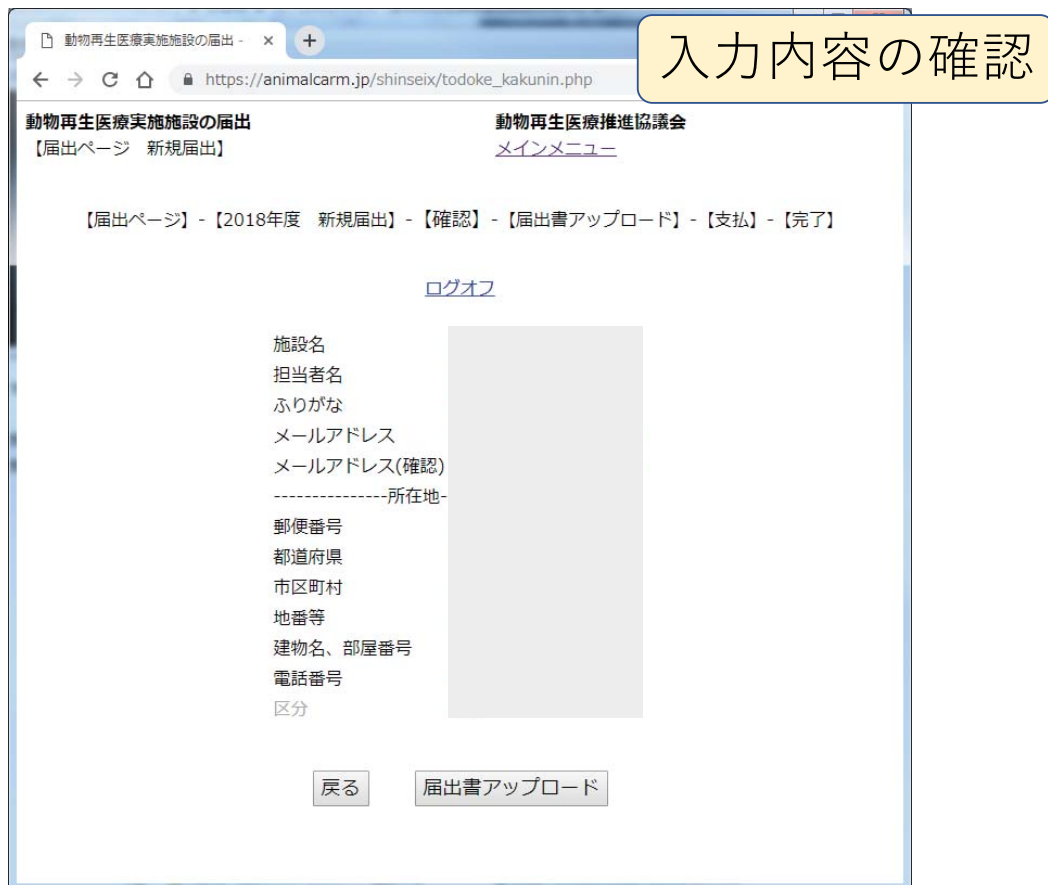 入力内容の確認
動物再生医療実施施設の届出 -
https://animalcarm.jp/shinseix/todoke_kakunin.php
動物再生医療実施施設の届出
【届出ページ　新規届出】
動物再生医療推進協議会
メインメニュー
【届出ページ】-【2018年度　新規届出】-【確認】-【届出書アップロード】-【支払】-【完了】
ログオフ
施設名
担当者名
ふりがな
メールアドレス
メールアドレス(確認)
---------------所在地-
郵便番号
都道府県
市区町村
地番等
建物名、部屋番号
電話番号
区分
戻る
届出書アップロード